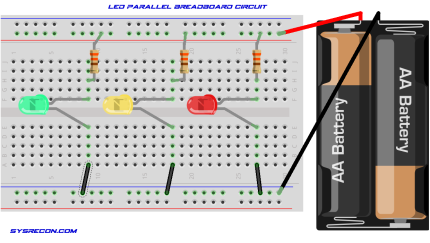 LED PARALLEL BREADBOARD CIRCUIT
AA Battery
AA Battery
SYSRECON.COM